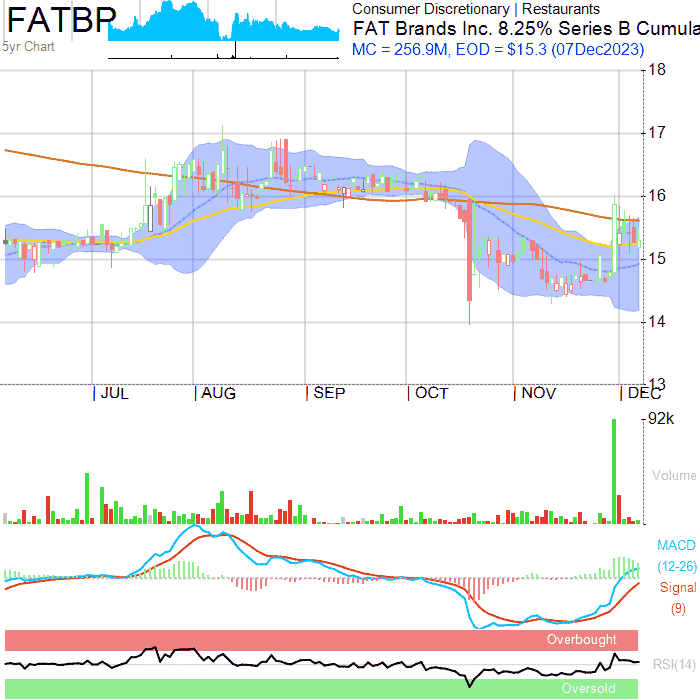 FATBP
5yr Chart
Consumer Discretionary | Restaurants
FAT Brands Inc. 8.25% Series B Cumula
MC = 256.9M, EOD = $15.3 (07Dec2023)
18
17
16
15
14
13
JUL AUG SEP OCT NOV DEC
92k
Volume
MACD
(12-26)
Signal
(9)
Overbought
RSI(14)
Oversold